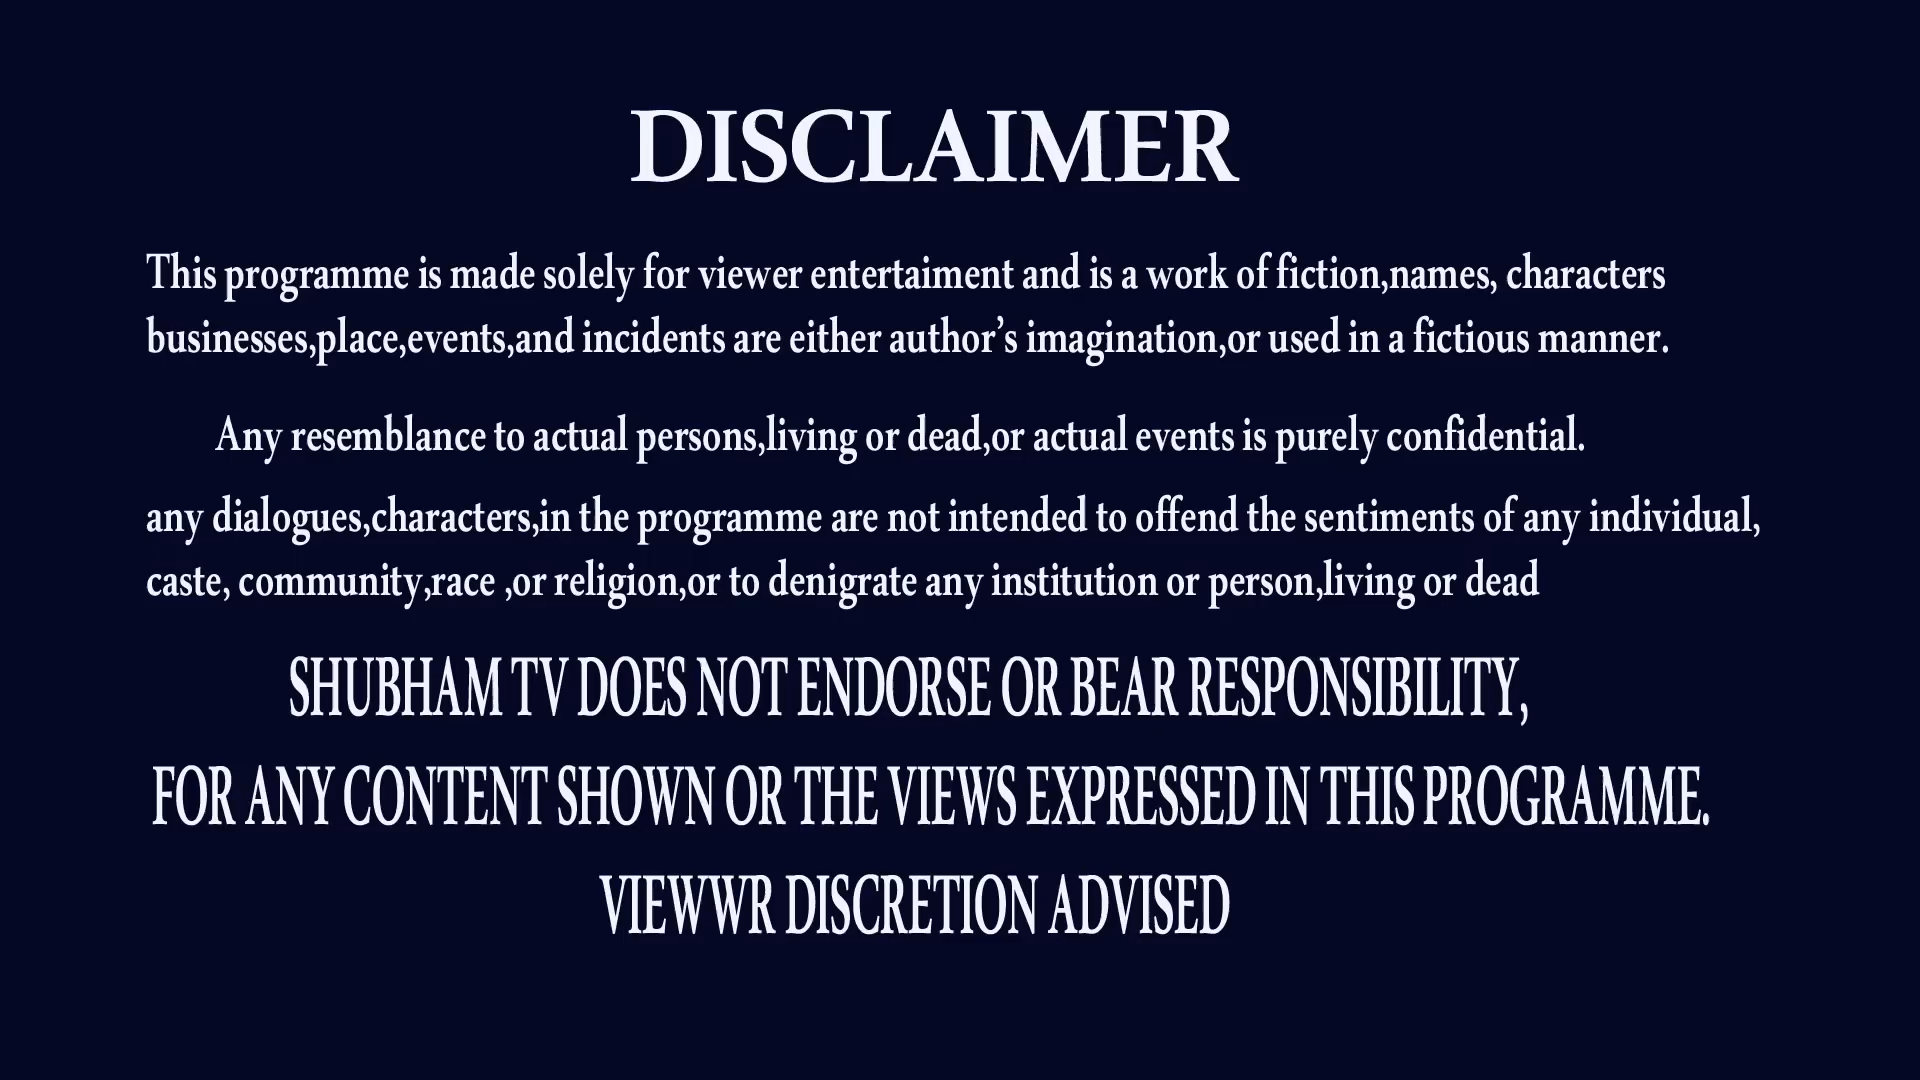 DISCLAIMER
This programme is made solely for viewer entertaiment and is a work of fiction,names, characters
businesses,place,events,and incidents are either author’s imagination,or used in a fictious manner.
Any resemblance to actual persons,living or dead,or actual events is purely confidential.
any dialogues,characters,in the programme are not intended to offend the sentiments of any individual,
caste, community,race ,or religion,or to denigrate any institution or person,living or dead
SHUBHAM TV DOES NOT ENDORSE OR BEAR RESPONSIBILITY,
FOR ANY CONTENT SHOWN OR THE VIEWS EXPRESSED IN THIS PROGRAMME.
VIEWWR DISCRETION ADVISED